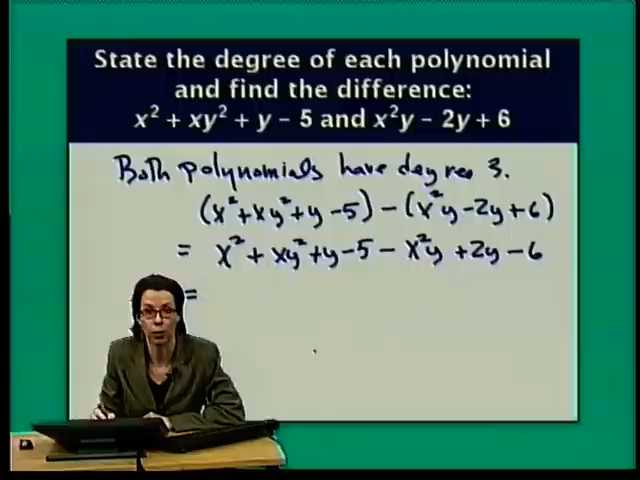 State the degree of each polynomial
and find the difference:
x² + xy² + y − 5 and x²y − 2y + 6
Both polynomials have degree 3.
(x²+xy²+y−5) − (x²y−2y+6)
= x² + xy² + y − 5 − x²y + 2y − 6
=